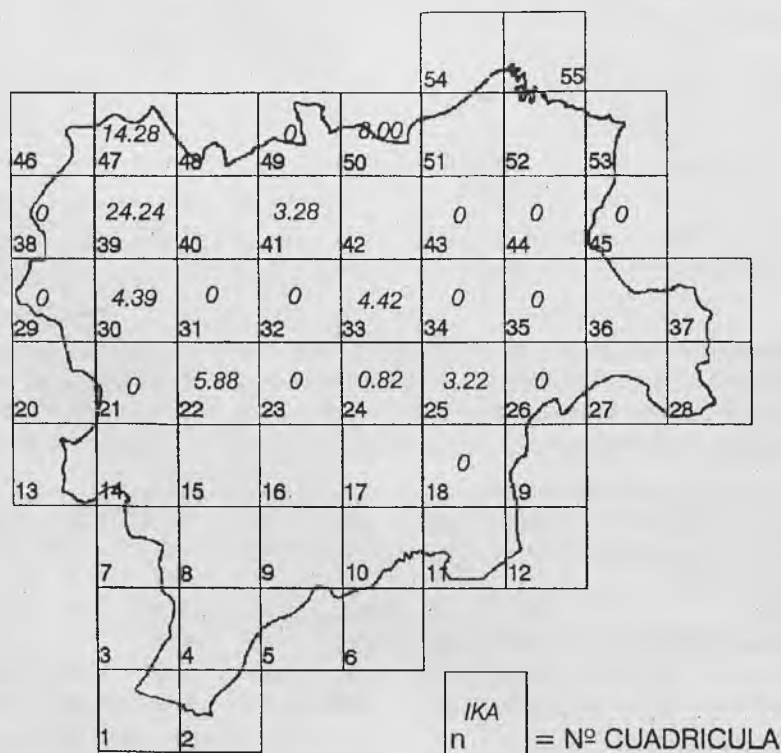 54 55
14.28 0 8.00
46 47 48 49 50 51 52 53
0 24.24 3.28 0 0 0
38 39 40 41 42 43 44 45
0 4.39 0 0 4.42 0 0
29 30 31 32 33 34 35 36 37
0 5.88 0 0.82 3.22 0
20 21 22 23 24 25 26 27 28
0
13 14 15 16 17 18 19
7 8 9 10 11 12
3 4 5 6
IKA
1 2 n = Nº CUADRICULA